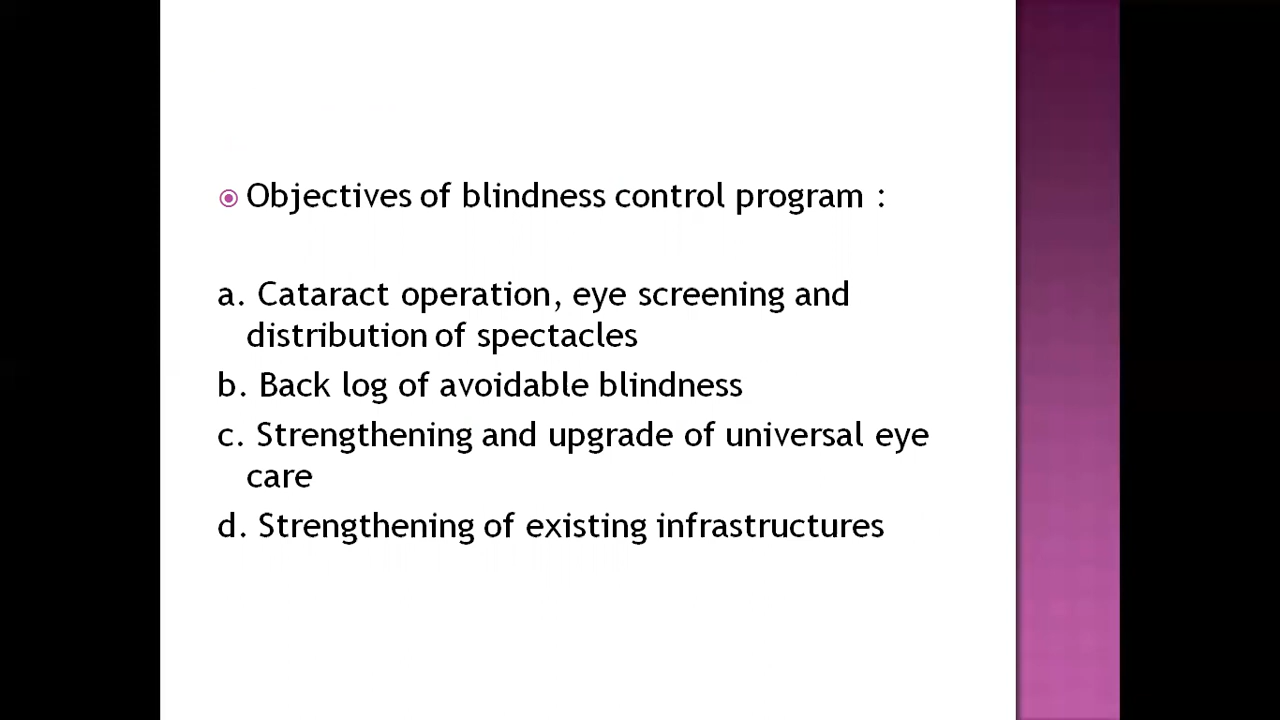 Objectives of blindness control program :
a. Cataract operation, eye screening and
distribution of spectacles
b. Back log of avoidable blindness
c. Strengthening and upgrade of universal eye
care
d. Strengthening of existing infrastructures